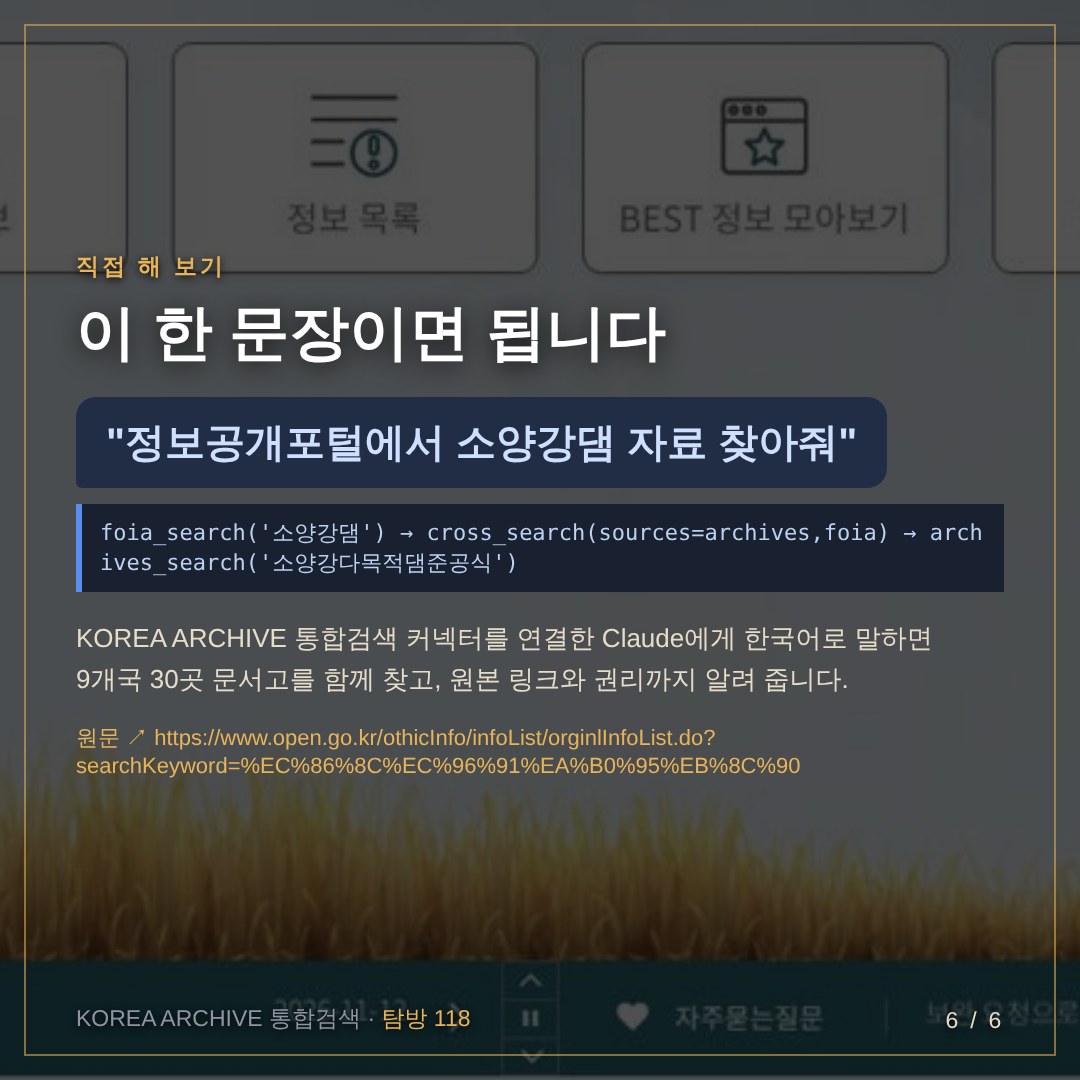 정보 목록
BEST 정보 모아보기
직접 해 보기
이 한 문장이면 됩니다
"정보공개포털에서 소양강댐 자료 찾아줘"
foia_search('소양강댐') → cross_search(sources=archives,foia) → arch
ives_search('소양강다목적댐준공식')
KOREA ARCHIVE 통합검색 커넥터를 연결한 Claude에게 한국어로 말하면
9개국 30곳 문서고를 함께 찾고, 원본 링크와 권리까지 알려 줍니다.
원문 ↗ https://www.open.go.kr/othicInfo/infoList/orginlInfoList.do?
searchKeyword=%EC%86%8C%EC%96%91%EA%B0%95%EB%8C%90
자주묻는질문
KOREA ARCHIVE 통합검색 · 탐방 118
6 / 6